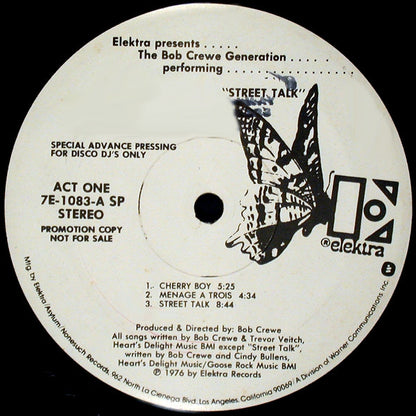 Elektra presents . . . . .
The Bob Crewe Generation . . . . .
performing . . . . . . . . . . . . . . .
"STREET TALK"
SPECIAL ADVANCE PRESSING
FOR DISCO DJ'S ONLY
ACT ONE
7E-1083-A SP
STEREO
PROMOTION COPY
NOT FOR SALE
® elektra
1. CHERRY BOY 5:25
2. MENAGE A TROIS 4:34
3. STREET TALK 8:44
Produced & Directed by: Bob Crewe
All songs written by Bob Crewe & Trevor Veitch,
Heart's Delight Music BMI except "Street Talk",
written by Bob Crewe and Cindy Bullens,
Heart's Delight Music/Goose Rock Music BMI
℗ 1976 by Elektra Records
Mfg. by Elektra/Asylum/Nonesuch Records, 962 North La Cienega Blvd. Los Angeles, California 90069 / A Division of Warner Communications Inc.